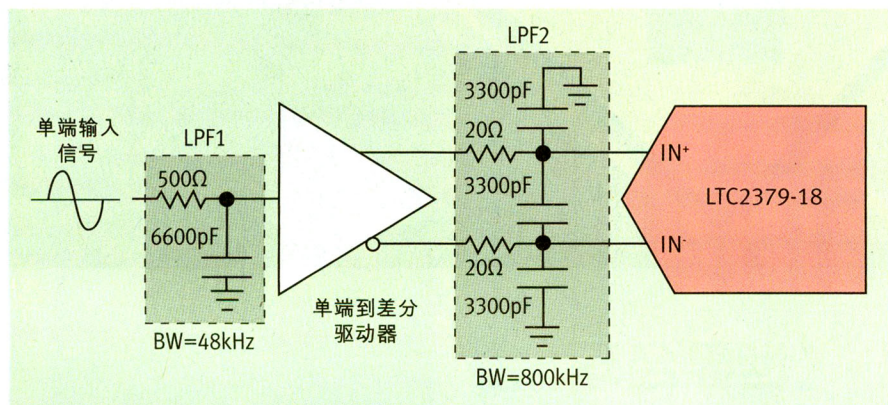 LPF2
3300pF
20Ω
3300pF
20Ω
3300pF
BW=800kHz
单端输入
信号
LPF1
500Ω
6600pF
BW=48kHz
单端到差分
驱动器
IN⁺
LTC2379-18
IN⁻